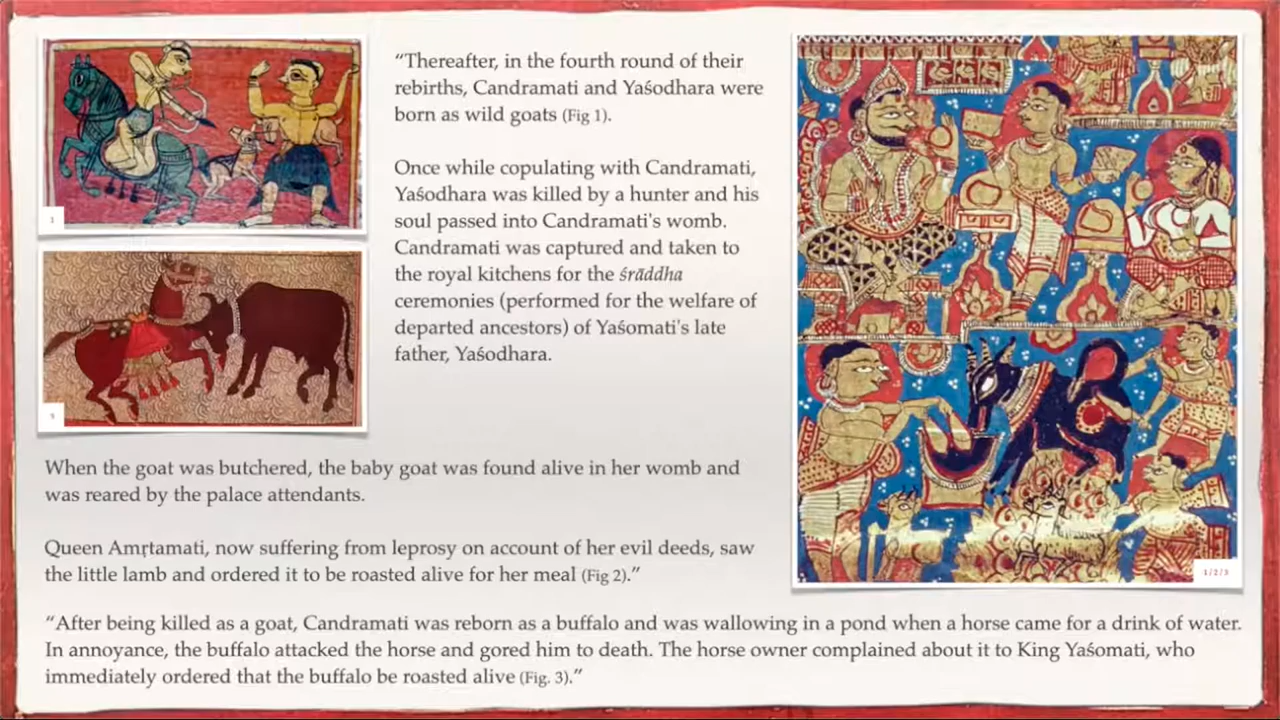 “Thereafter, in the fourth round of their
rebirths, Candramati and Yaśodhara were
born as wild goats (Fig 1).
Once while copulating with Candramati,
Yaśodhara was killed by a hunter and his
soul passed into Candramati's womb.
Candramati was captured and taken to
the royal kitchens for the śrāddha
ceremonies (performed for the welfare of
departed ancestors) of Yaśomati's late
father, Yaśodhara.
When the goat was butchered, the baby goat was found alive in her womb and
was reared by the palace attendants.
Queen Amṛtamati, now suffering from leprosy on account of her evil deeds, saw
the little lamb and ordered it to be roasted alive for her meal (Fig 2).”
“After being killed as a goat, Candramati was reborn as a buffalo and was wallowing in a pond when a horse came for a drink of water.
In annoyance, the buffalo attacked the horse and gored him to death. The horse owner complained about it to King Yaśomati, who
immediately ordered that the buffalo be roasted alive (Fig. 3).”
1
1/2/3